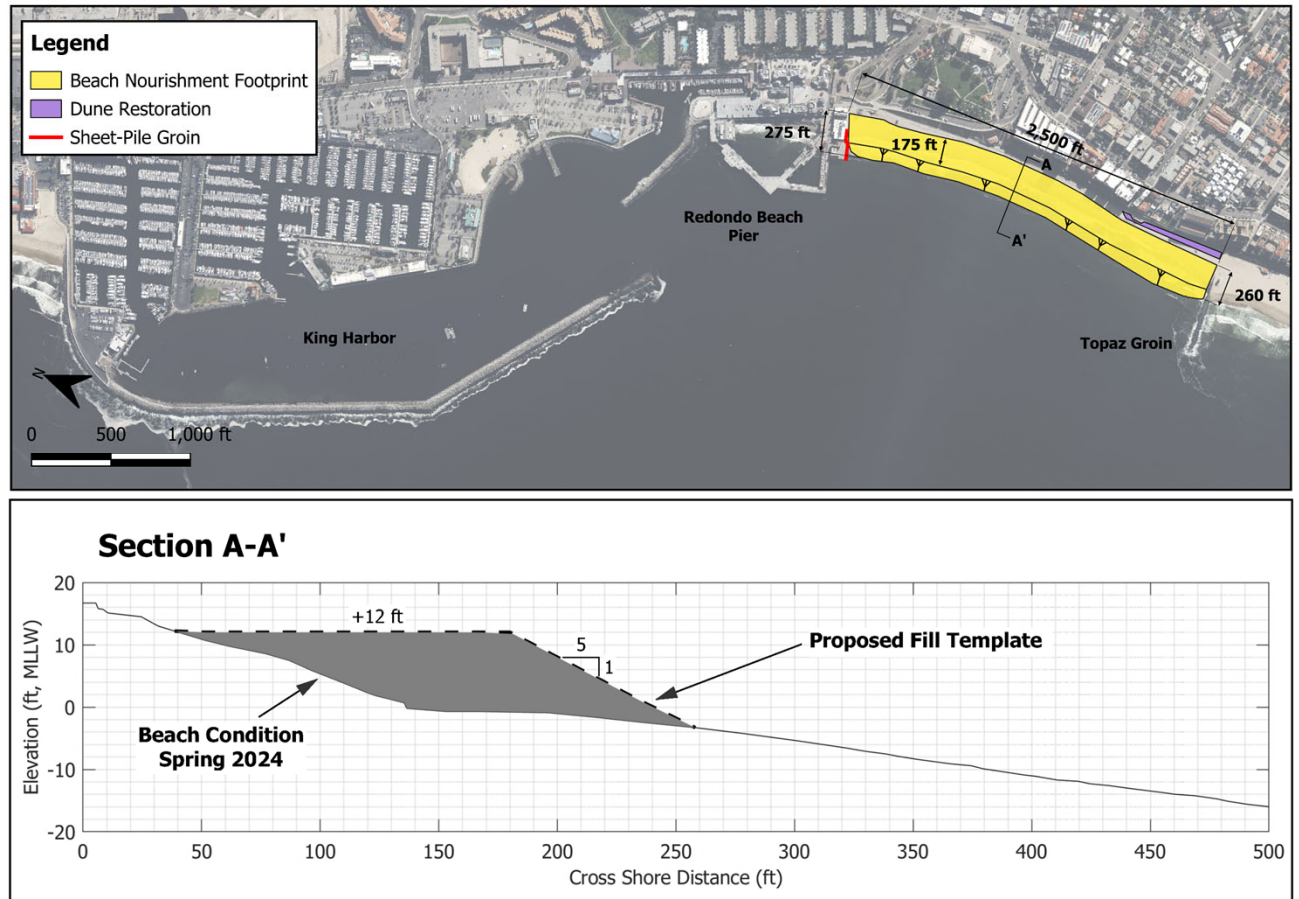 Legend
Beach Nourishment Footprint
Dune Restoration
Sheet-Pile Groin
275 ft
175 ft
2,500 ft
A
A'
260 ft
Redondo Beach
Pier
King Harbor
Topaz Groin
N
0 500 1,000 ft
Section A-A'
20
10
0
-10
-20
Elevation (ft, MLLW)
+12 ft
5
1
Proposed Fill Template
Beach Condition
Spring 2024
0 50 100 150 200 250 300 350 400 450 500
Cross Shore Distance (ft)